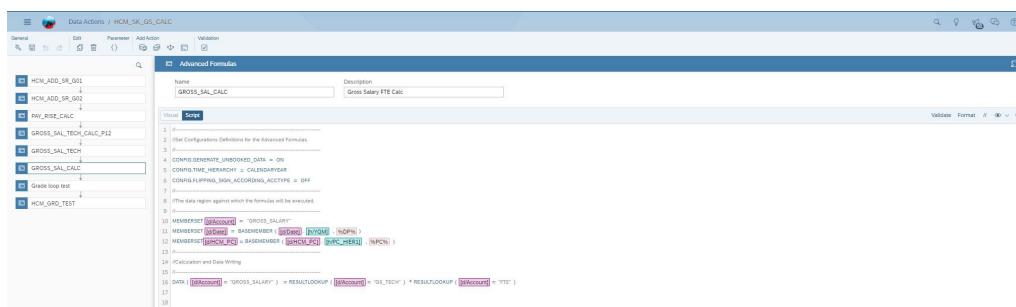 Data Actions / HCM_SK_GS_CALC
General Edit Parameter Add Action Validation
HCM_ADD_SR_G01
HCM_ADD_SR_G02
PAY_RISE_CALC
GROSS_SAL_TECH_CALC_P12
GROSS_SAL_TECH
GROSS_SAL_CALC
Grade loop test
HCM_GRD_TEST
Advanced Formulas
Name Description
GROSS_SAL_CALC Gross Salary FTE Calc
Visual Script Validate Format //
1 //-----------------------------------------------------------
2 //Set Configurations Definitions for the Advanced Formulas.
3 //-----------------------------------------------------------
4 CONFIG.GENERATE_UNBOOKED_DATA = ON
5 CONFIG.TIME_HIERARCHY = CALENDARYEAR
6 CONFIG.FLIPPING_SIGN_ACCORDING_ACCTYPE = OFF
7 //-----------------------------------------------------------
8 //The data region against which the formulas will be executed.
9 //-----------------------------------------------------------
10 MEMBERSET [d/Account] = "GROSS_SALARY"
11 MEMBERSET [d/Date] = BASEMEMBER ( [d/Date] . [h/YQM] , %DP% )
12 MEMBERSET [d/HCM_PC] = BASEMEMBER ( [d/HCM_PC] . [h/PC_HIER1] , %PC% )
13 //-----------------------------------------------------------
14 //Calculation and Data Writing
15 //-----------------------------------------------------------
16 DATA ( [d/Account] = "GROSS_SALARY" ) = RESULTLOOKUP ( [d/Account] = "GS_TECH" ) * RESULTLOOKUP ( [d/Account] = "FTE" )
17
18